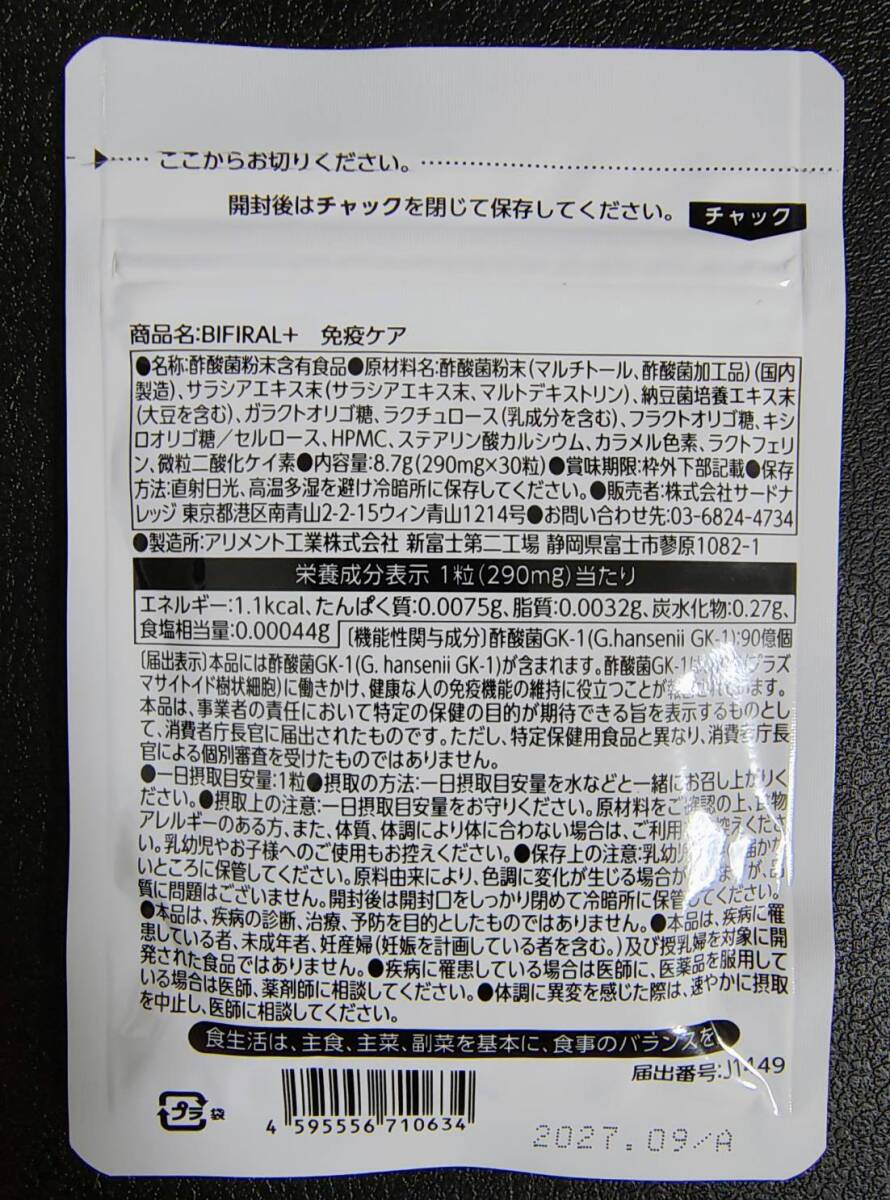 ここからお切りください。
開封後はチャックを閉じて保存してください。 チャック
商品名:BIFIRAL+ 免疫ケア
●名称:酢酸菌粉末含有食品●原材料名:酢酸菌粉末(マルチトール、酢酸菌加工品)(国内
製造)、サラシアエキス末(サラシアエキス末、マルトデキストリン)、納豆菌培養エキス末
(大豆を含む)、ガラクトオリゴ糖、ラクチュロース(乳成分を含む)、フラクトオリゴ糖、キシ
ロオリゴ糖/セルロース、HPMC、ステアリン酸カルシウム、カラメル色素、ラクトフェリ
ン、微粒二酸化ケイ素●内容量:8.7g(290mg×30粒)●賞味期限:枠外下部記載●保存
方法:直射日光、高温多湿を避け冷暗所に保存してください。●販売者:株式会社サードナ
レッジ 東京都港区南青山2-2-15ウィン青山1214号●お問い合わせ先:03-6824-4734
●製造所:アリメント工業株式会社 新富士第二工場 静岡県富士市蓼原1082-1
栄養成分表示 1粒(290mg)当たり
エネルギー:1.1kcal、たんぱく質:0.0075g、脂質:0.0032g、炭水化物:0.27g、
食塩相当量:0.00044g [機能性関与成分]酢酸菌GK-1(G.hansenii GK-1):90億個
[届出表示]本品には酢酸菌GK-1(G. hansenii GK-1)が含まれます。酢酸菌GK-1は (プラズ
マサイトイド樹状細胞)に働きかけ、健康な人の免疫機能の維持に役立つことが報告されています。
本品は、事業者の責任において特定の保健の目的が期待できる旨を表示するものとし
て、消費者庁長官に届出されたものです。ただし、特定保健用食品と異なり、消費者庁長
官による個別審査を受けたものではありません。
●一日摂取目安量:1粒●摂取の方法:一日摂取目安量を水などと一緒にお召し上がりく
ださい。●摂取上の注意:一日摂取目安量をお守りください。原材料をご確認の上、食物
アレルギーのある方、また、体質、体調により体に合わない場合は、ご利用 控えくださ
い。乳幼児やお子様へのご使用もお控えください。●保存上の注意:乳幼児 届かな
いところに保管してください。原料由来により、色調に変化が生じる場合が ますが、品
質に問題はございません。開封後は開封口をしっかり閉めて冷暗所に保管してください。
●本品は、疾病の診断、治療、予防を目的としたものではありません。●本品は、疾病に罹
患している者、未成年者、妊産婦(妊娠を計画している者を含む。)及び授乳婦を対象に開
発された食品ではありません。●疾病に罹患している場合は医師に、医薬品を服用して
いる場合は医師、薬剤師に相談してください。●体調に異変を感じた際は、速やかに摂取
を中止し、医師に相談してください。
食生活は、主食、主菜、副菜を基本に、食事のバランスを。
届出番号:J1449
プラ 袋
4 595556 710634
2027.09/A